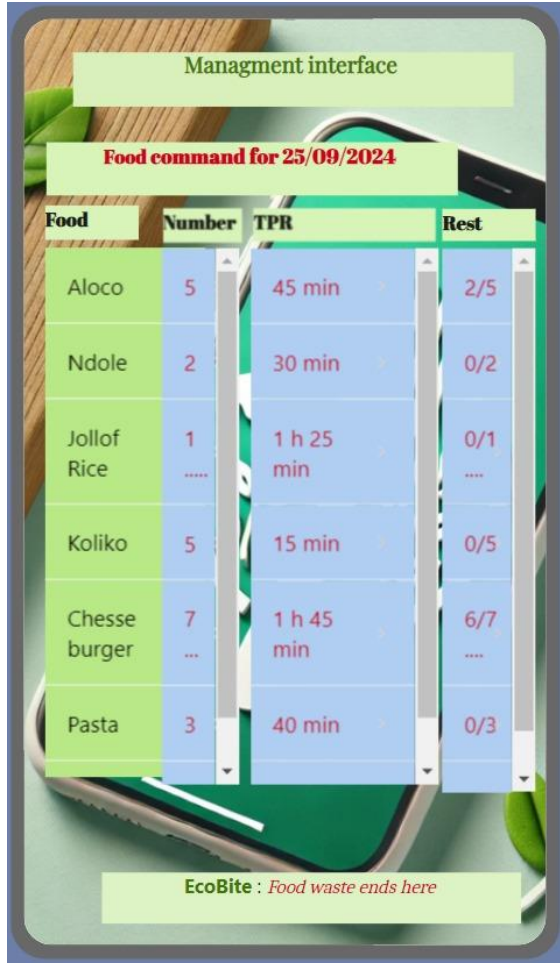 Managment interface
Food command for 25/09/2024
Food Number TPR Rest
Aloco 5 45 min 2/5
Ndole 2 30 min 0/2
Jollof 1 1 h 25 0/1
Rice ..... min ....
Koliko 5 15 min 0/5
Chesse 7 1 h 45 6/7
burger ... min ....
Pasta 3 40 min 0/3
EcoBite : Food waste ends here